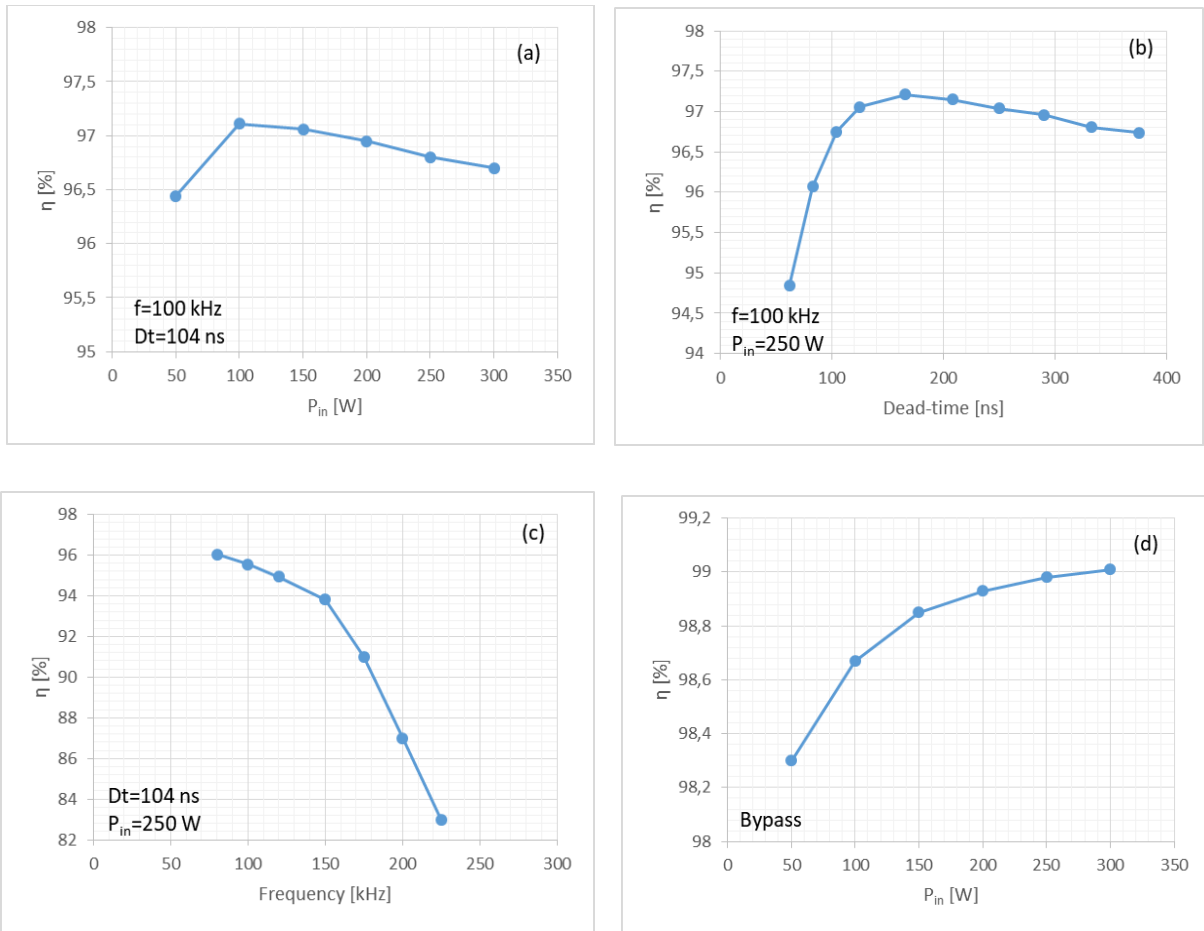 (a)
98
97,5
97
96,5
96
95,5
95
η [%]
f=100 kHz
Dt=104 ns
0 50 100 150 200 250 300 350
Pin [W]
(b)
98
97,5
97
96,5
96
95,5
95
94,5
94
η [%]
f=100 kHz
Pin=250 W
0 100 200 300 400
Dead-time [ns]
(c)
98
96
94
92
90
88
86
84
82
η [%]
Dt=104 ns
Pin=250 W
0 50 100 150 200 250 300
Frequency [kHz]
(d)
99,2
99
98,8
98,6
98,4
98,2
98
η [%]
Bypass
0 50 100 150 200 250 300 350
Pin [W]